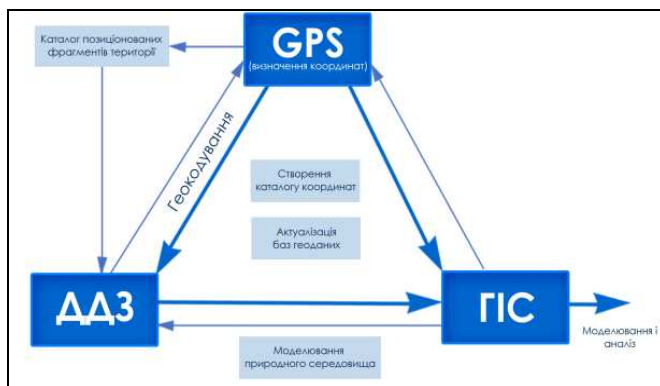 Каталог позиціонованих
фрагментів території
GPS
(визначення координат)
Геокодування
Створення
каталогу координат
Актуалізація
баз геоданих
ДДЗ
ГІС
Моделювання і
аналіз
Моделювання
природного середовища